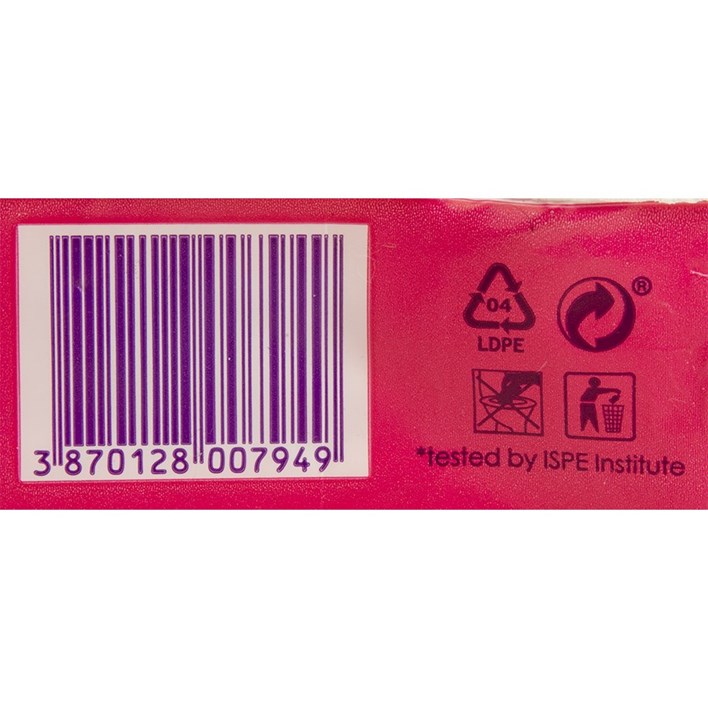 3 870128 007949
04
LDPE
®
*tested by ISPE Institute